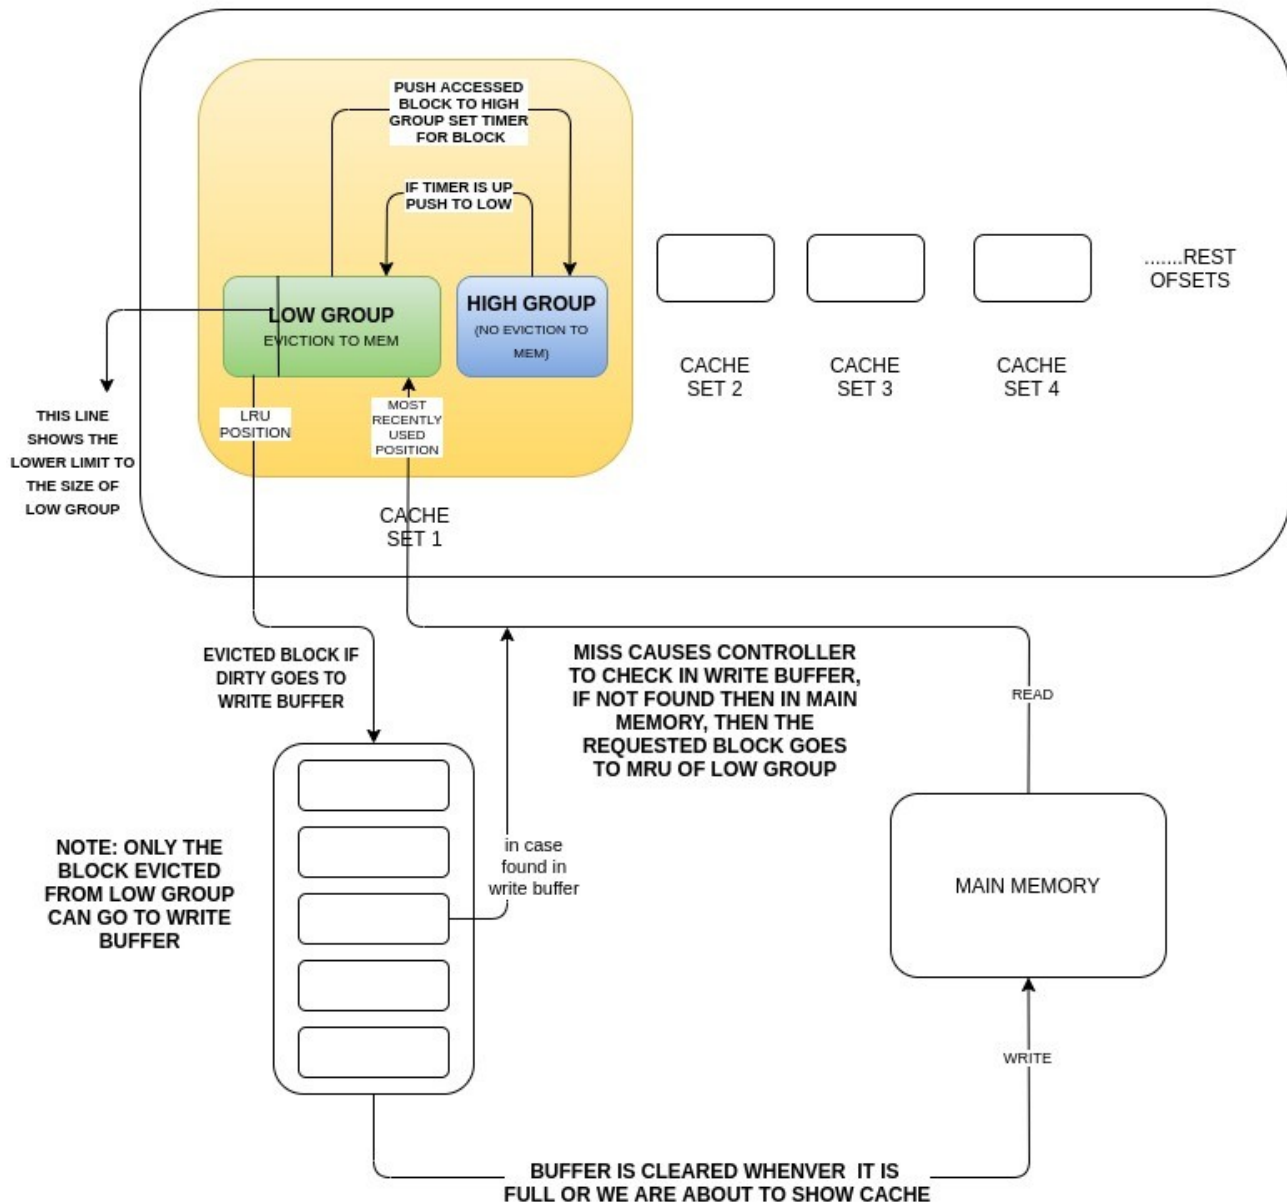 PUSH ACCESSED
BLOCK TO HIGH
GROUP SET TIMER
FOR BLOCK
IF TIMER IS UP
PUSH TO LOW
LOW GROUP
EVICTION TO MEM
HIGH GROUP
(NO EVICTION TO
MEM)
.......REST
OFSETS
CACHE
SET 2
CACHE
SET 3
CACHE
SET 4
THIS LINE
SHOWS THE
LOWER LIMIT TO
THE SIZE OF
LOW GROUP
LRU
POSITION
MOST
RECENTLY
USED
POSITION
CACHE
SET 1
EVICTED BLOCK IF
DIRTY GOES TO
WRITE BUFFER
MISS CAUSES CONTROLLER
TO CHECK IN WRITE BUFFER,
IF NOT FOUND THEN IN MAIN
MEMORY, THEN THE
REQUESTED BLOCK GOES
TO MRU OF LOW GROUP
READ
NOTE: ONLY THE
BLOCK EVICTED
FROM LOW GROUP
CAN GO TO WRITE
BUFFER
in case
found in
write buffer
MAIN MEMORY
WRITE
BUFFER IS CLEARED WHENVER IT IS
FULL OR WE ARE ABOUT TO SHOW CACHE